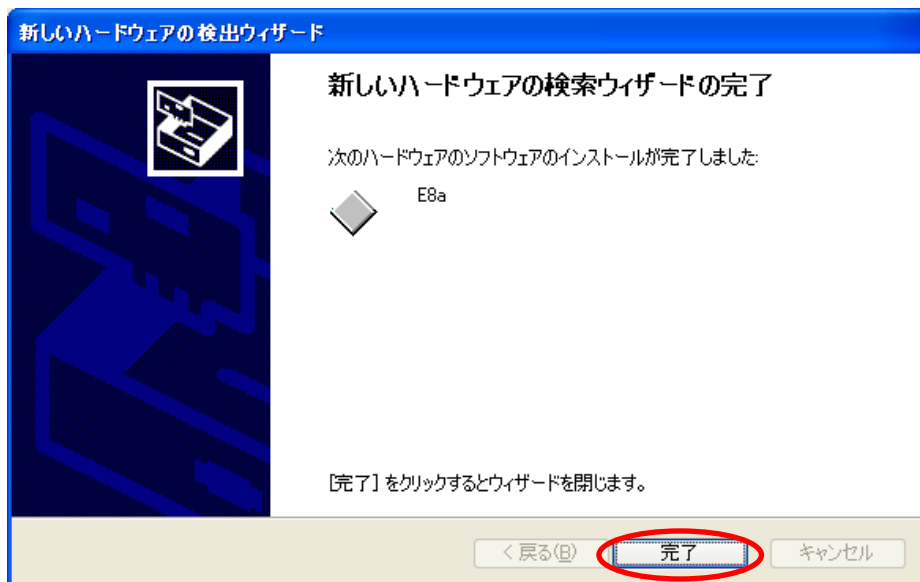 新しいハードウェアの検出ウィザード
新しいハードウェアの検索ウィザードの完了
次のハードウェアのソフトウェアのインストールが完了しました:
E8a
[完了] をクリックするとウィザードを閉じます。
< 戻る(B) 完了 キャンセル